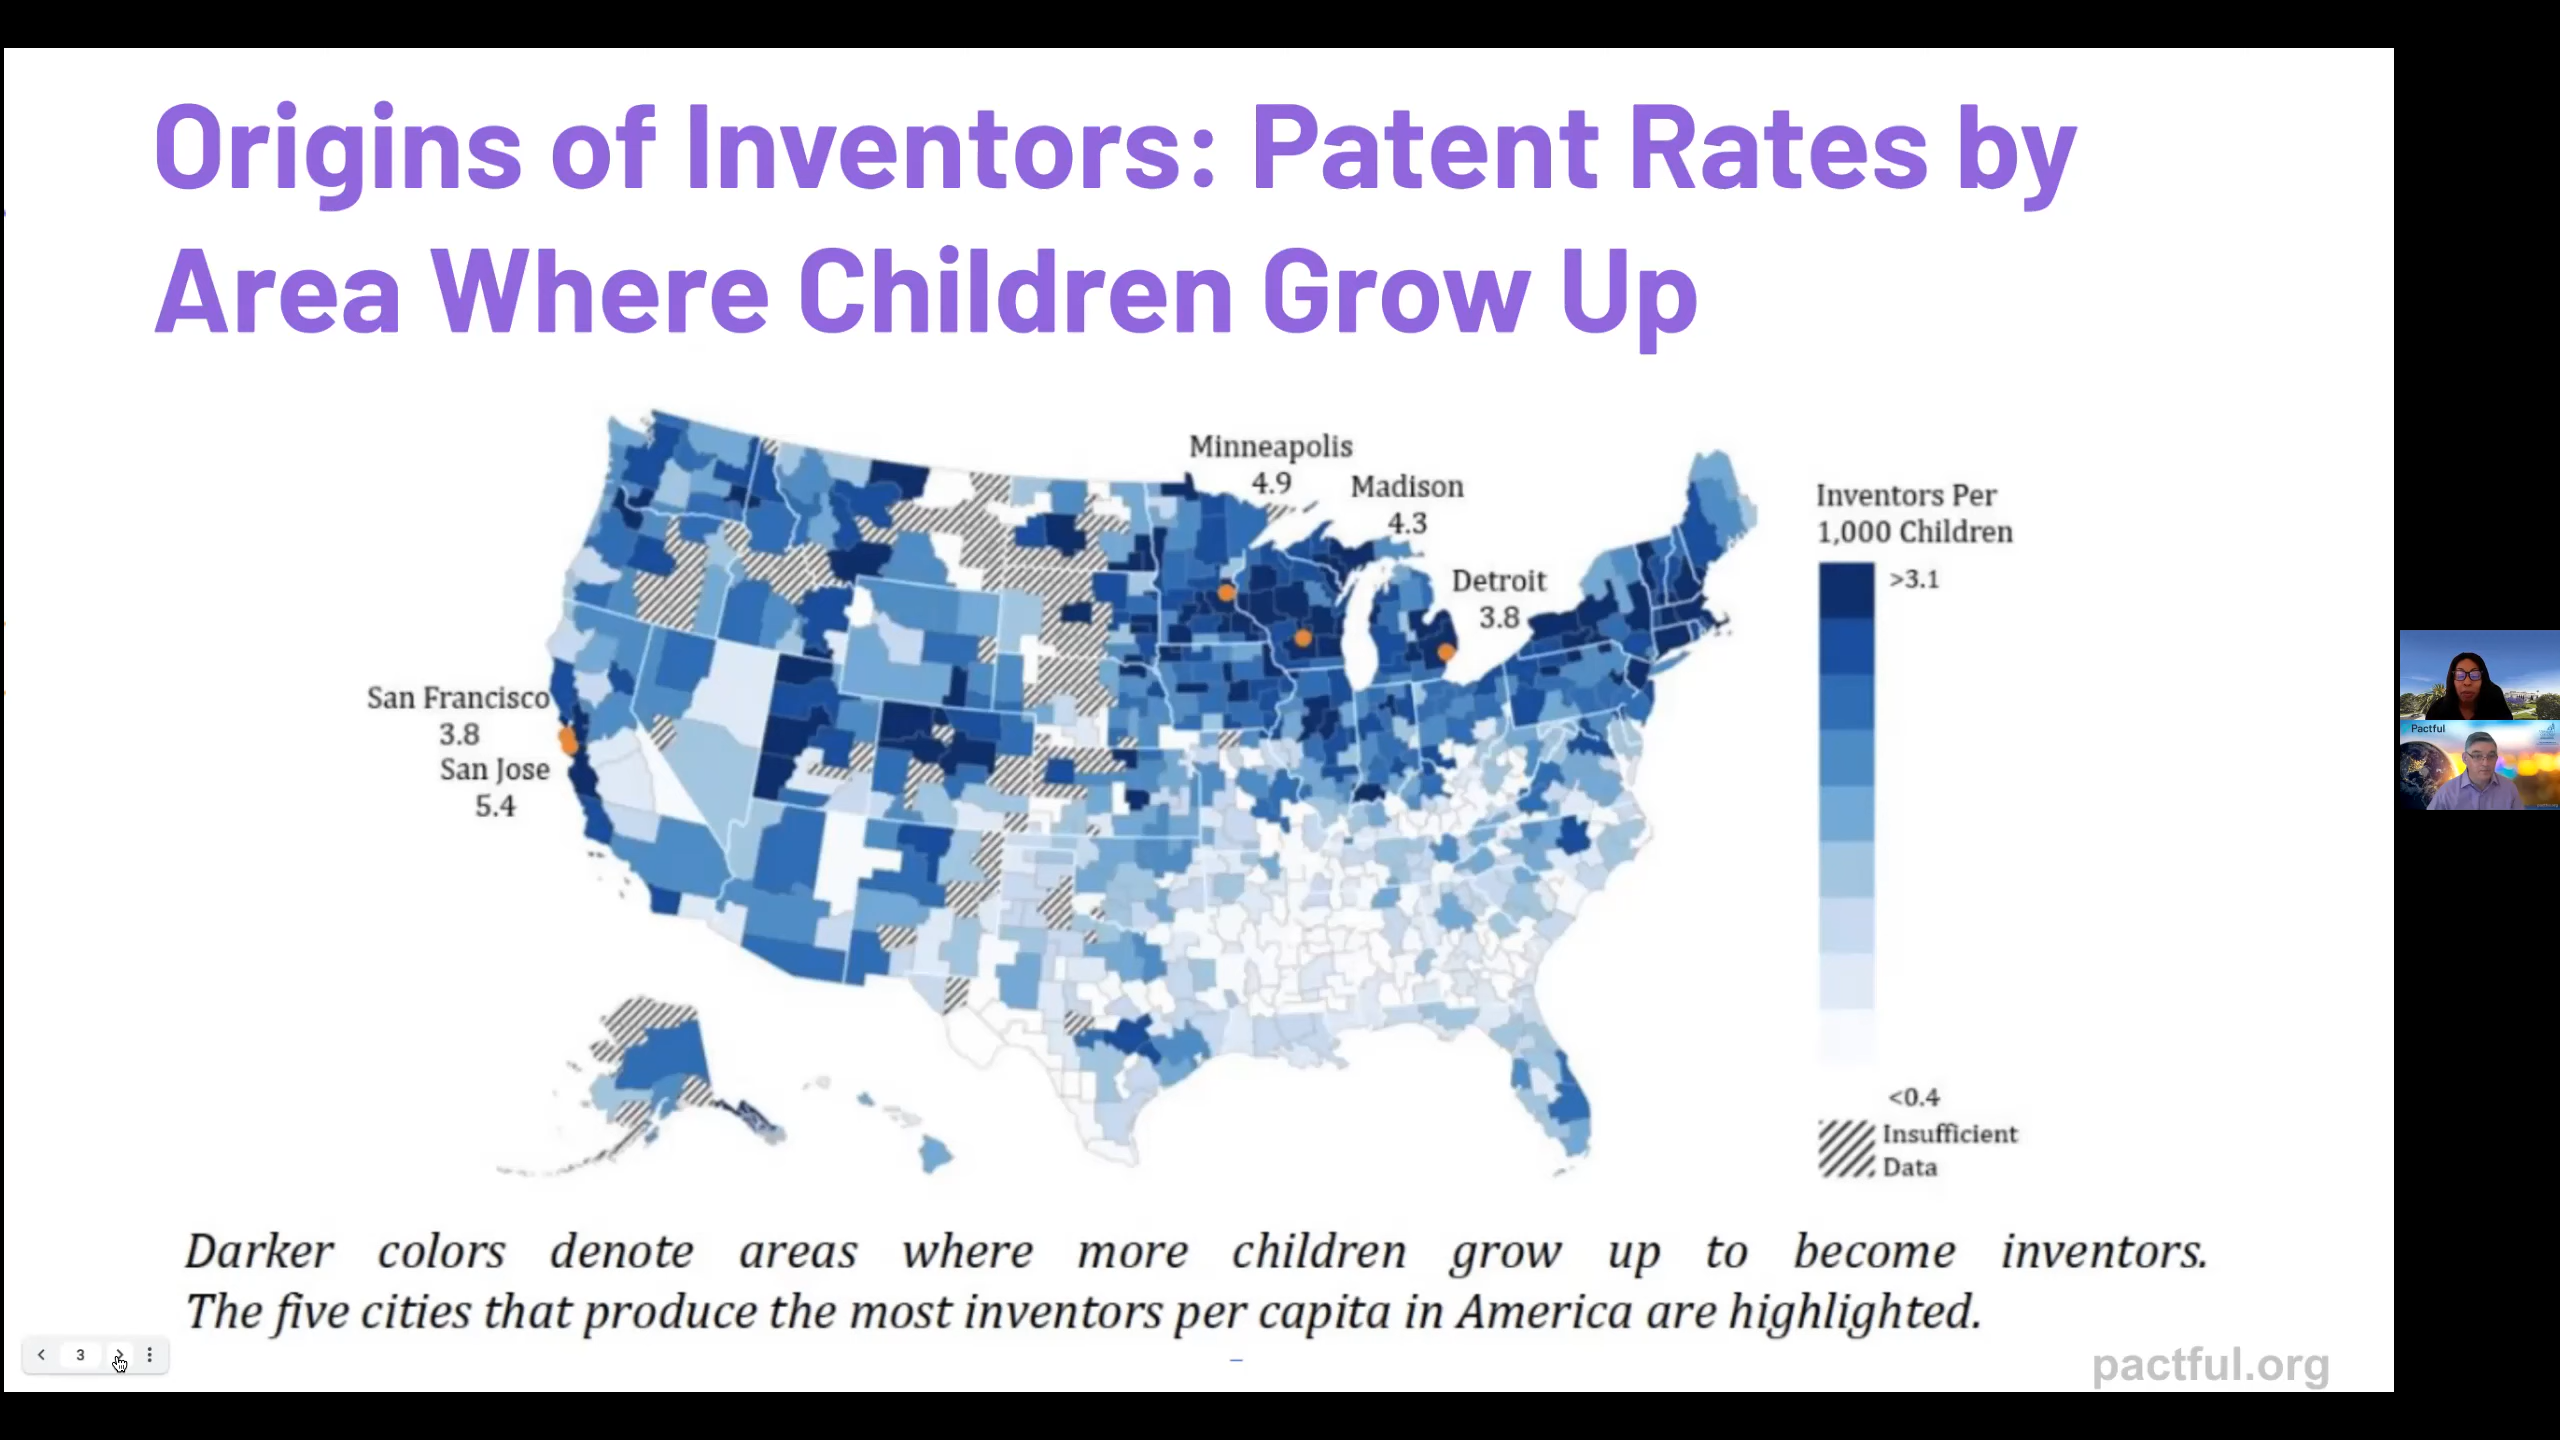 Origins of Inventors: Patent Rates by
Area Where Children Grow Up
Minneapolis
4.9
Madison
4.3
Detroit
3.8
San Francisco
3.8
San Jose
5.4
Inventors Per
1,000 Children
>3.1
<0.4
Insufficient
Data
Darker colors denote areas where more children grow up to become inventors.
The five cities that produce the most inventors per capita in America are highlighted.
3
pactful.org
Pactful